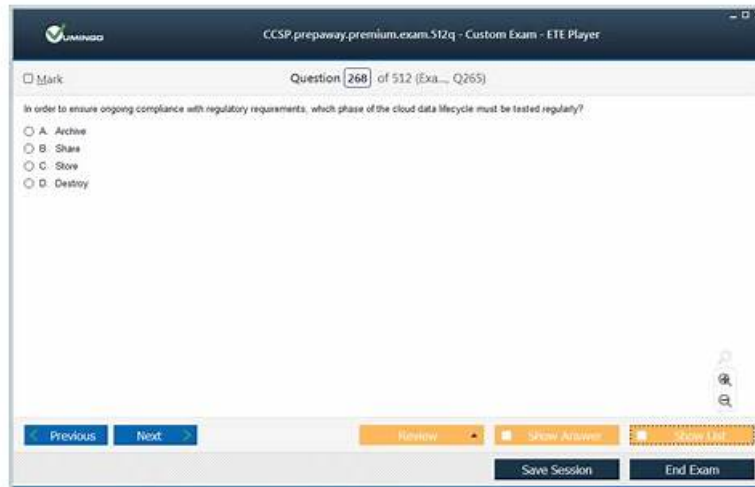 VUMINGO
CCSP.prepaway.premium.exam.512q - Custom Exam - ETE Player
Mark
Question 268 of 512 (Exa..., Q265)
In order to ensure ongoing compliance with regulatory requirements, which phase of the cloud data lifecycle must be tested regularly?
A. Archive
B. Share
C. Store
D. Destroy
Previous
Next
Review
Show Answer
Show List
Save Session
End Exam